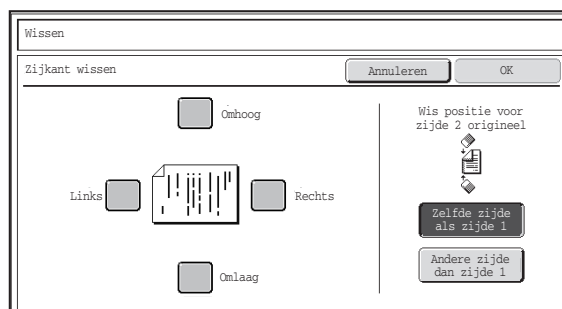 Wissen
Zijkant wissen
Annuleren
OK
Omhoog
Links
Rechts
Omlaag
Wis positie voor
zijde 2 origineel
Zelfde zijde
als zijde 1
Andere zijde
dan zijde 1